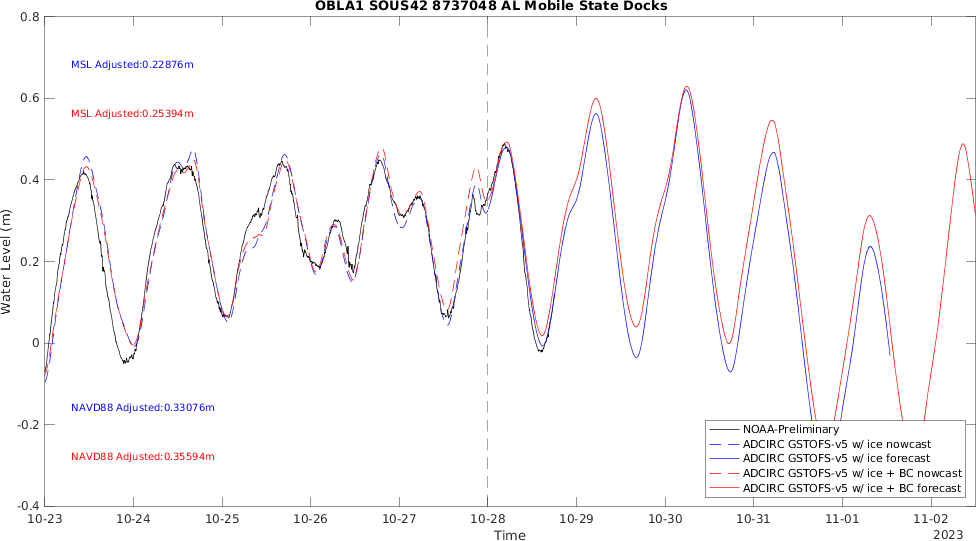 OBLA1 SOUS42 8737048 AL Mobile State Docks
0.8
0.6
0.4
0.2
0
-0.2
-0.4
Water Level (m)
MSL Adjusted:0.22876m
MSL Adjusted:0.25394m
NAVD88 Adjusted:0.33076m
NAVD88 Adjusted:0.35594m
NOAA-Preliminary
ADCIRC GSTOFS-v5 w/ ice nowcast
ADCIRC GSTOFS-v5 w/ ice forecast
ADCIRC GSTOFS-v5 w/ ice + BC nowcast
ADCIRC GSTOFS-v5 w/ ice + BC forecast
10-23 10-24 10-25 10-26 10-27 10-28 10-29 10-30 10-31 11-01 11-02
Time
2023